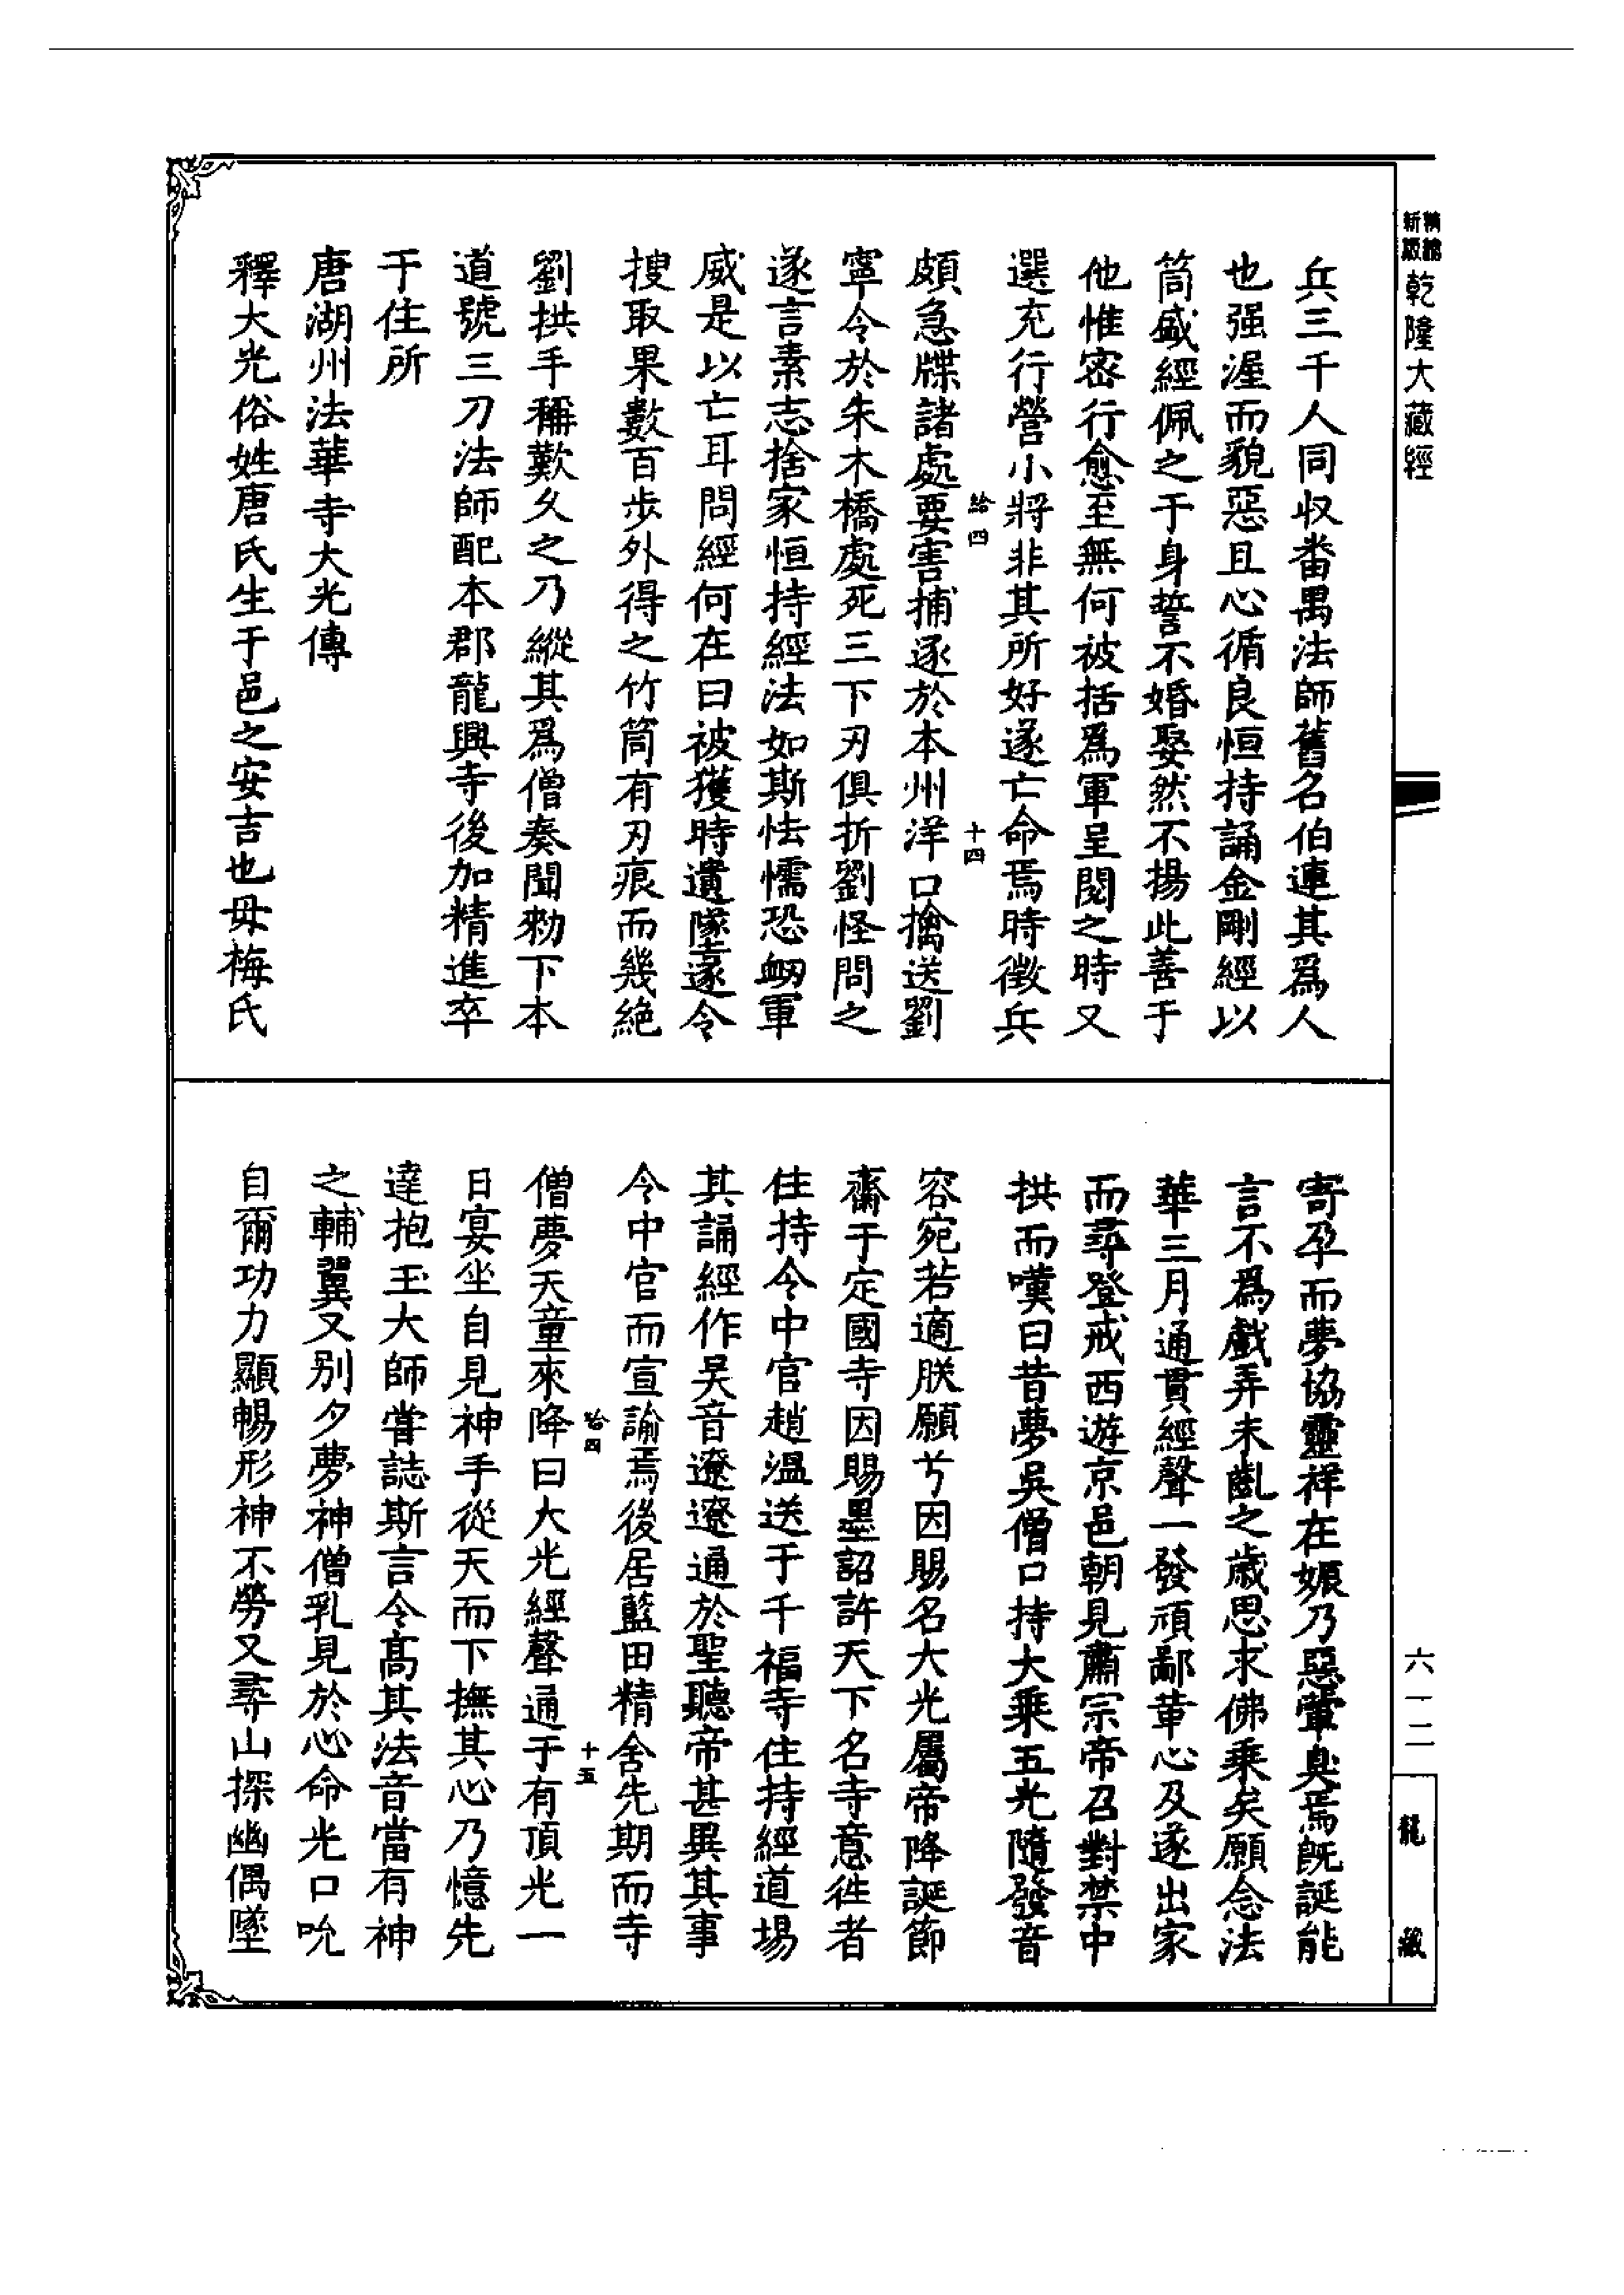 新版 精縮 乾隆大藏經
兵三千人同収畨禺法師舊名伯連其爲人
也强渥而貌惡且心循良恒持誦金剛經以
筒盛經佩之于身誓不婚娶然不揚此善于
他惟密行愈至無何被括爲軍呈閱之時又
選充行營小將非其所好遂亡命焉時徵兵
給四 十四
頗急牒諸處要害捕逐於本州洋口擒送劉
寧令於朱木橋處死三下刃俱折劉怪問之
遂言素志捨家恒持經法如斯怯懦恐衂軍
威是以亡耳問經何在曰被獲時遺隧遽令
搜取果數百步外得之竹筒有刃痕而幾絕
劉拱手稱歎久之乃縱其爲僧奏聞勑下本
道號三刀法師配本郡龍興寺後加精進卒
于住所
唐湖州法華寺大光傳
釋大光俗姓唐氏生于邑之安吉也毋梅氏
寄孕而夢協靈祥在娠乃惡葷臭焉旣誕能
言不爲戲弄未齓之歲思求佛乘矣願念法
華三月通貫經聲一發頑鄙革心及遂出家
而尋登戒西遊京邑朝見肅宗帝召對禁中
拱而嘆曰昔夢吳僧口持大乘五光隨發音
容宛若適朕願兮因賜名大光屬帝降誕節
齋于定國寺因賜墨詔許天下名寺意徃者
住持令中官趙溫送于千福寺住持經道場
其誦經作吳音遼遼通於聖聽帝甚異其事
令中官而宣諭焉後居藍田精舍先期而寺
給四 十五
僧夢天童來降曰大光經聲通于有頂光一
日宴坐自見神手從天而下撫其心乃憶先
達抱玉大師甞誌斯言令高其法音當有神
之輔翼又別夕夢神僧乳見於心命光口吮
自爾功力顯暢形神不勞又尋山探幽偶墜
六一二
龍藏